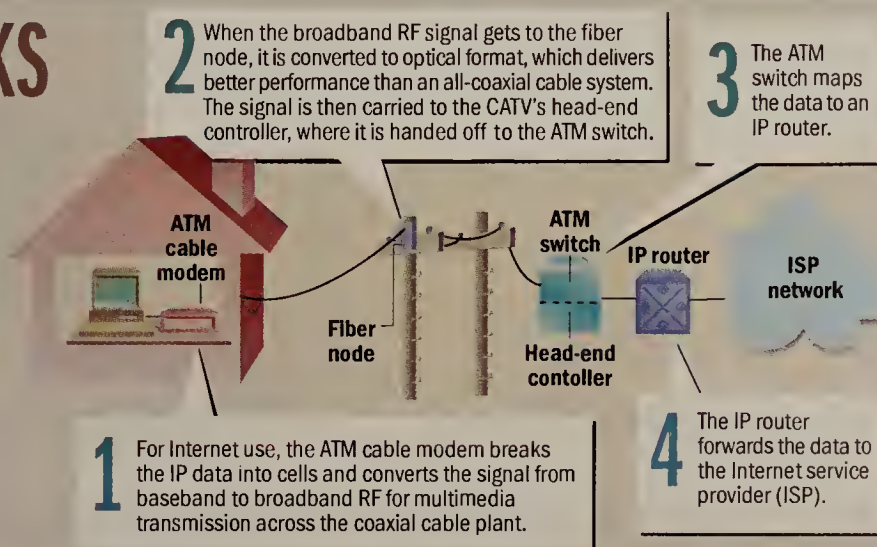 KS
2
When the broadband RF signal gets to the fiber
node, it is converted to optical format, which delivers
better performance than an all-coaxial cable system.
The signal is then carried to the CATV's head-end
controller, where it is handed off to the ATM switch.
3
The ATM
switch maps
the data to an
IP router.
ATM
cable
modem
Fiber
node
ATM
switch
Head-end
contoller
IP router
ISP
network
1
For Internet use, the ATM cable modem breaks
the IP data into cells and converts the signal from
baseband to broadband RF for multimedia
transmission across the coaxial cable plant.
4
The IP router
forwards the data to
the Internet service
provider (ISP).